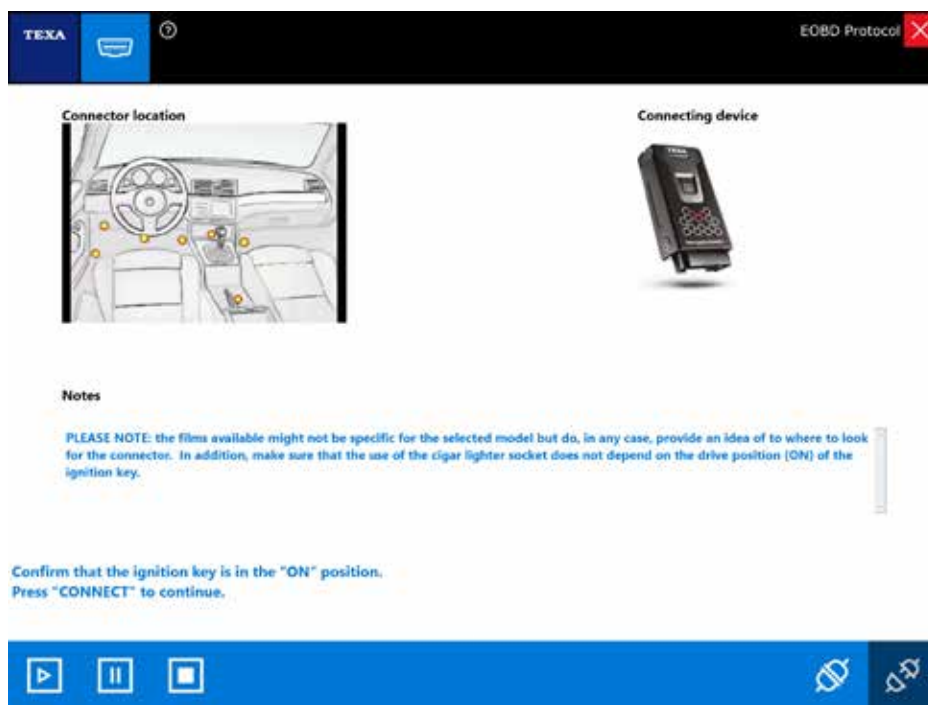 TEXA
EOBD Protocol
Connector location
Connecting device
TEXA
Notes
PLEASE NOTE: the films available might not be specific for the selected model but do, in any case, provide an idea of to where to look
for the connector. In addition, make sure that the use of the cigar lighter socket does not depend on the drive position (ON) of the
ignition key.
Confirm that the ignition key is in the "ON" position.
Press "CONNECT" to continue.